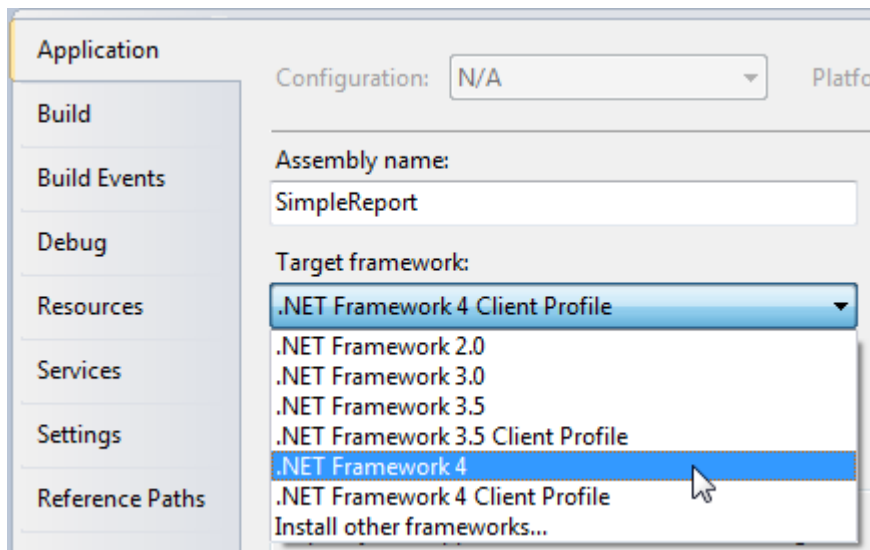 Application
Build
Build Events
Debug
Resources
Services
Settings
Reference Paths
Configuration: N/A
Assembly name:
SimpleReport
Target framework:
.NET Framework 4 Client Profile
.NET Framework 2.0
.NET Framework 3.0
.NET Framework 3.5
.NET Framework 3.5 Client Profile
.NET Framework 4
.NET Framework 4 Client Profile
Install other frameworks...